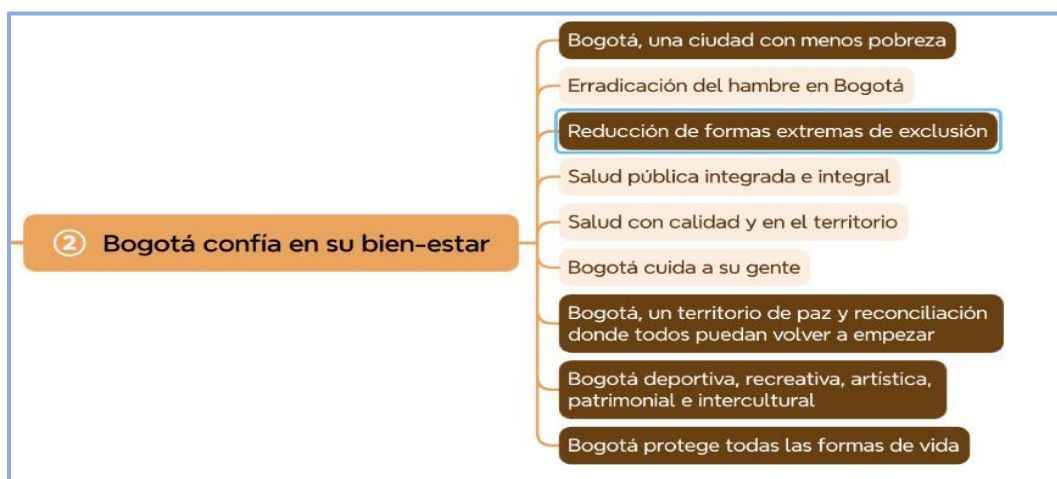 ② Bogotá confía en su bien-estar
Bogotá, una ciudad con menos pobreza
Erradicación del hambre en Bogotá
Reducción de formas extremas de exclusión
Salud pública integrada e integral
Salud con calidad y en el territorio
Bogotá cuida a su gente
Bogotá, un territorio de paz y reconciliación
donde todos puedan volver a empezar
Bogotá deportiva, recreativa, artística,
patrimonial e intercultural
Bogotá protege todas las formas de vida